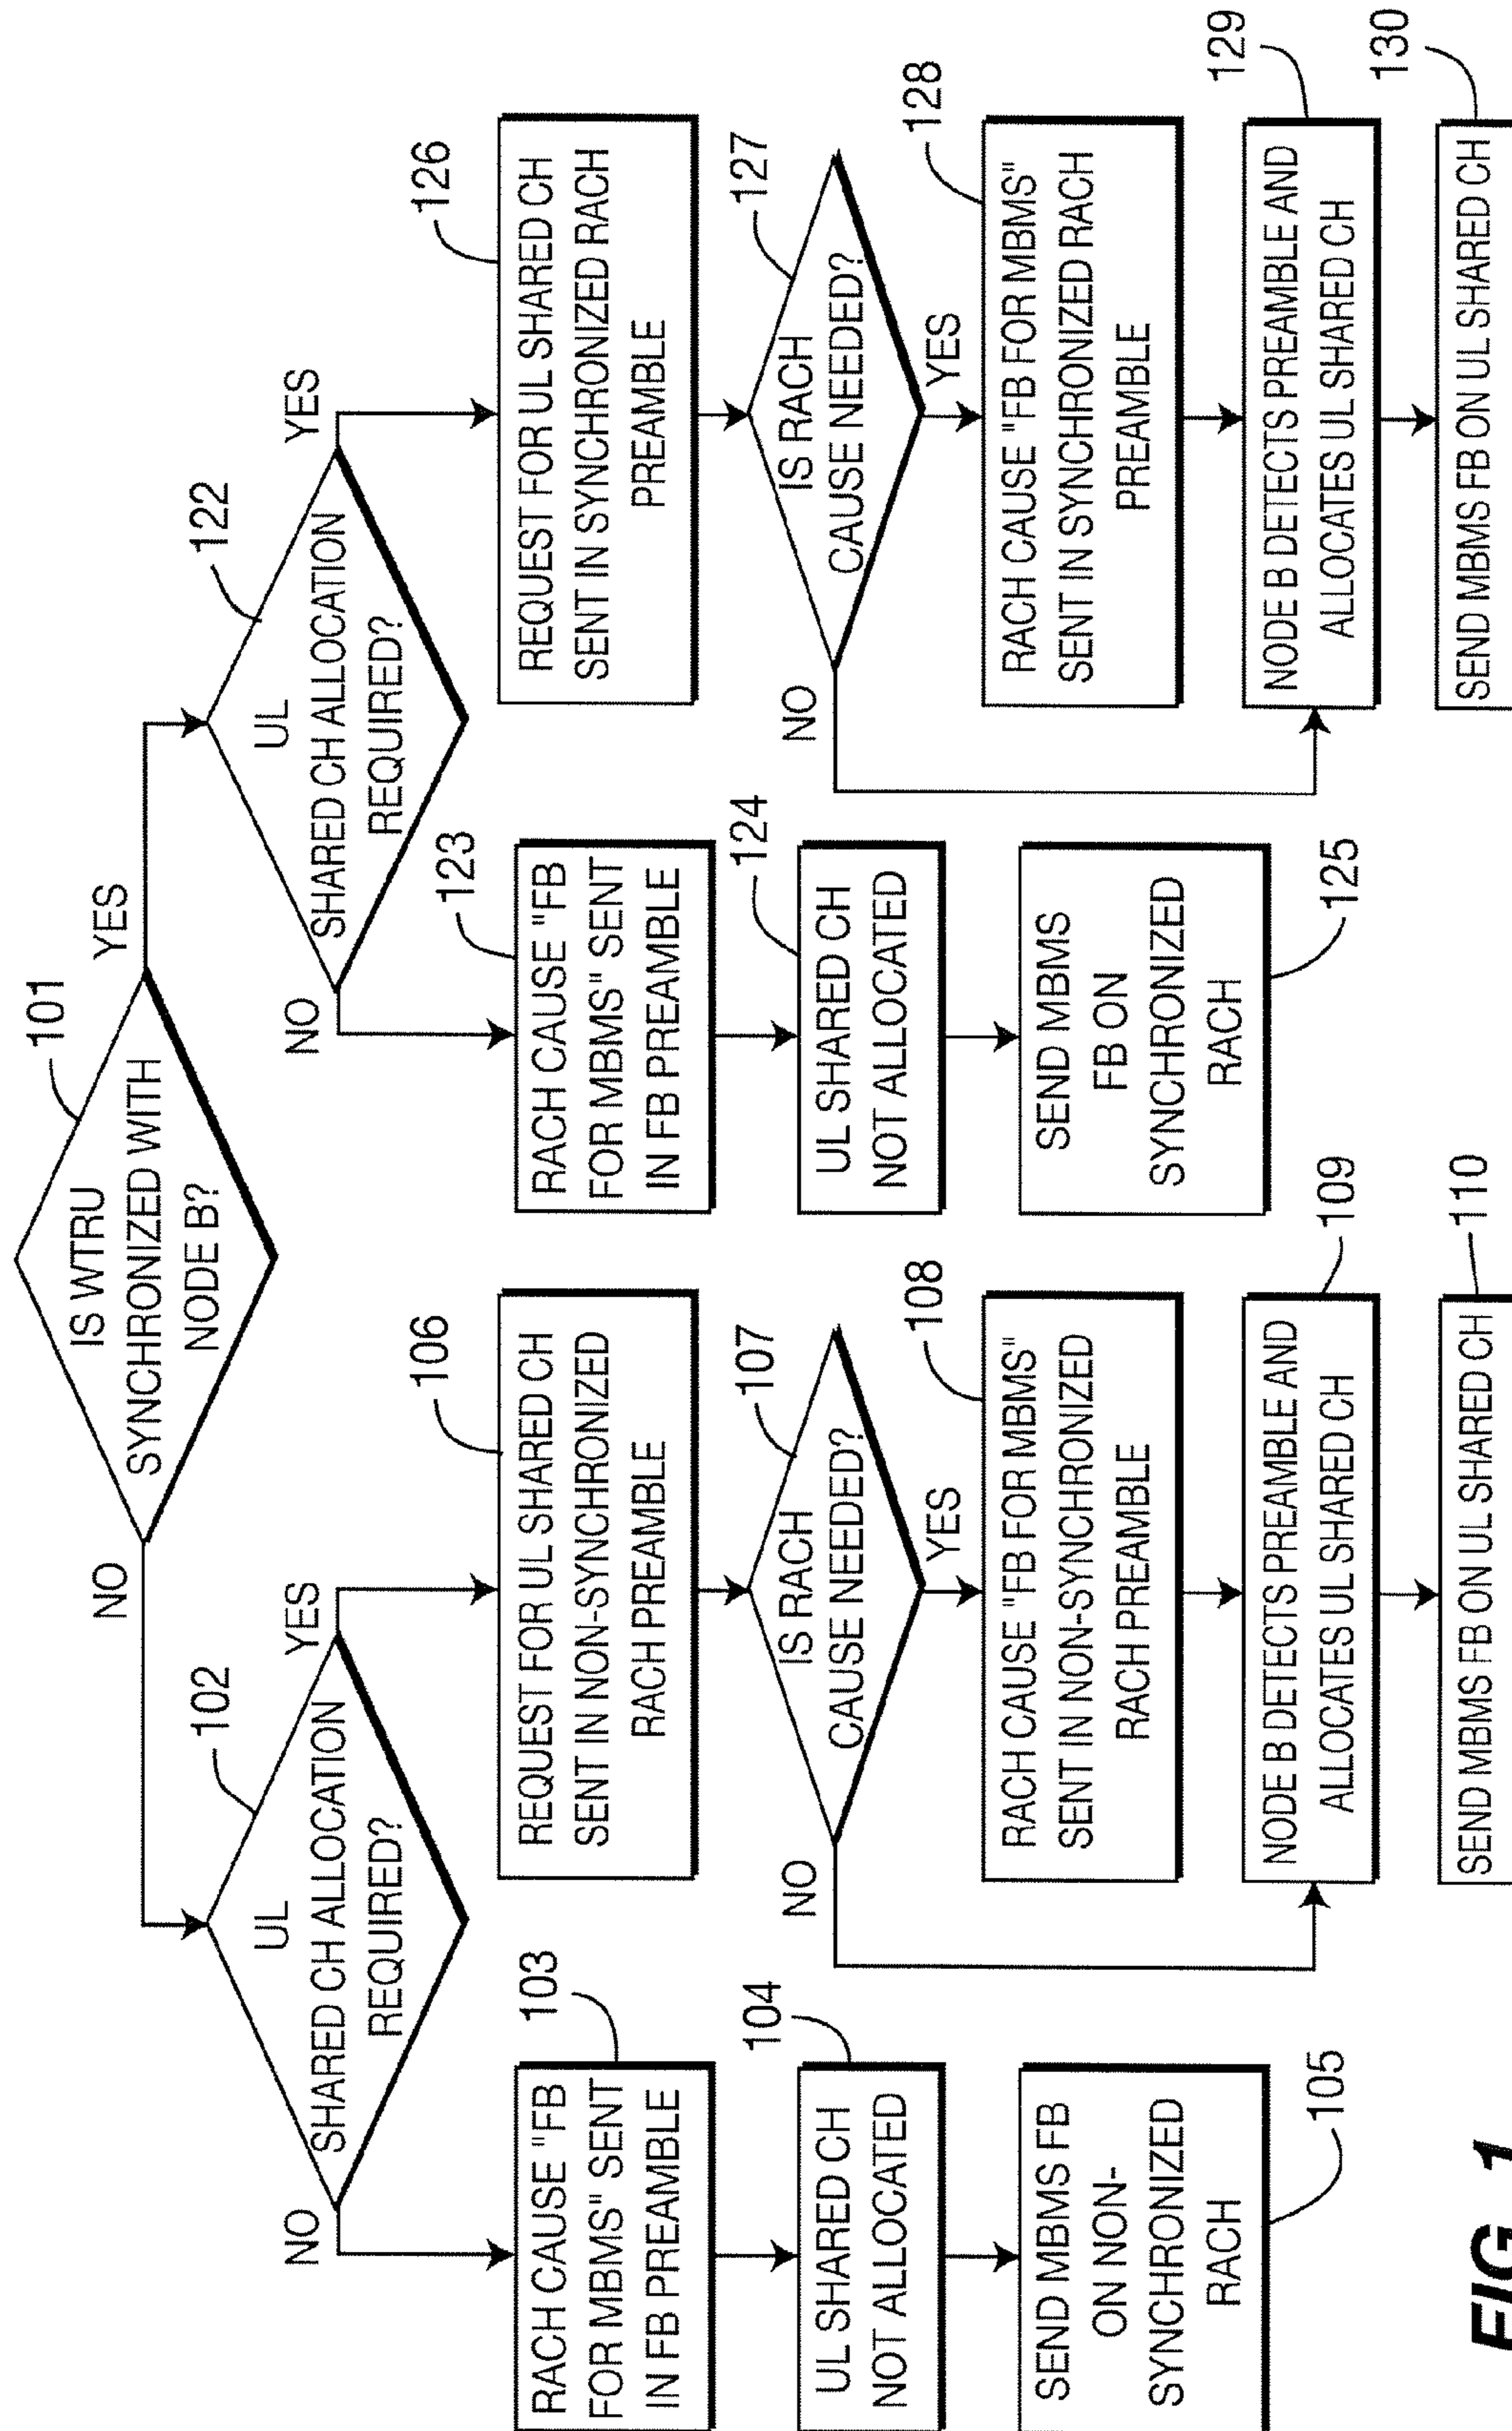 101
IS WTRU
SYNCHRONIZED WITH
NODE B?
NO
YES
102
UL
SHARED CH ALLOCATION
REQUIRED?
NO
YES
122
UL
SHARED CH ALLOCATION
REQUIRED?
NO
YES
103
RACH CAUSE "FB
FOR MBMS" SENT
IN FB PREAMBLE
104
UL SHARED CH
NOT ALLOCATED
SEND MBMS FB
ON NON-
SYNCHRONIZED
RACH
105
106
REQUEST FOR UL SHARED CH
SENT IN NON-SYNCHRONIZED
RACH PREAMBLE
107
IS RACH
CAUSE NEEDED?
NO
YES
108
RACH CAUSE "FB FOR MBMS"
SENT IN NON-SYNCHRONIZED
RACH PREAMBLE
NODE B DETECTS PREAMBLE AND
ALLOCATES UL SHARED CH
109
SEND MBMS FB ON UL SHARED CH
110
123
RACH CAUSE "FB
FOR MBMS" SENT
IN FB PREAMBLE
124
UL SHARED CH
NOT ALLOCATED
SEND MBMS
FB ON
SYNCHRONIZED
RACH
125
126
REQUEST FOR UL SHARED CH
SENT IN SYNCHRONIZED RACH
PREAMBLE
127
IS RACH
CAUSE NEEDED?
NO
YES
128
RACH CAUSE "FB FOR MBMS"
SENT IN SYNCHRONIZED RACH
PREAMBLE
NODE B DETECTS PREAMBLE AND
ALLOCATES UL SHARED CH
129
SEND MBMS FB ON UL SHARED CH
130
FIG. 1